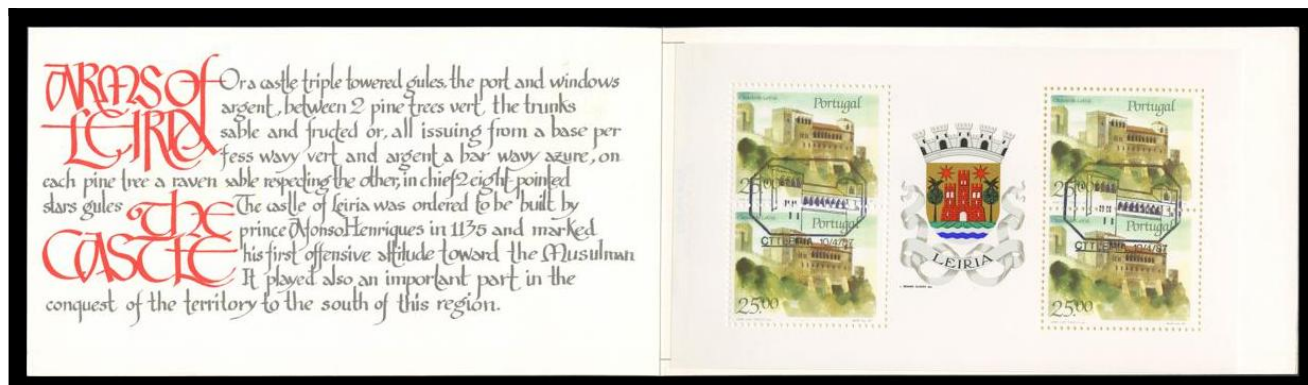 ARMS of
LEIRIA
Or a castle triple towered gules, the port and windows
argent, between 2 pine trees vert, the trunks
sable and fructed or, all issuing from a base per
fess wavy vert and argent a bar wavy azure, on
each pine tree a raven sable respecting the other, in chief 2 eight pointed
stars gules
The
CASTLE
The castle of Leiria was ordered to be built by
prince Afonso Henriques in 1135 and marked
his first offensive attitude toward the Musulman
It played also an important part in the
conquest of the territory to the south of this region.
Portugal
Portugal
25.00
Portugal
25.00
LEIRIA
Portugal
Portugal
25.00